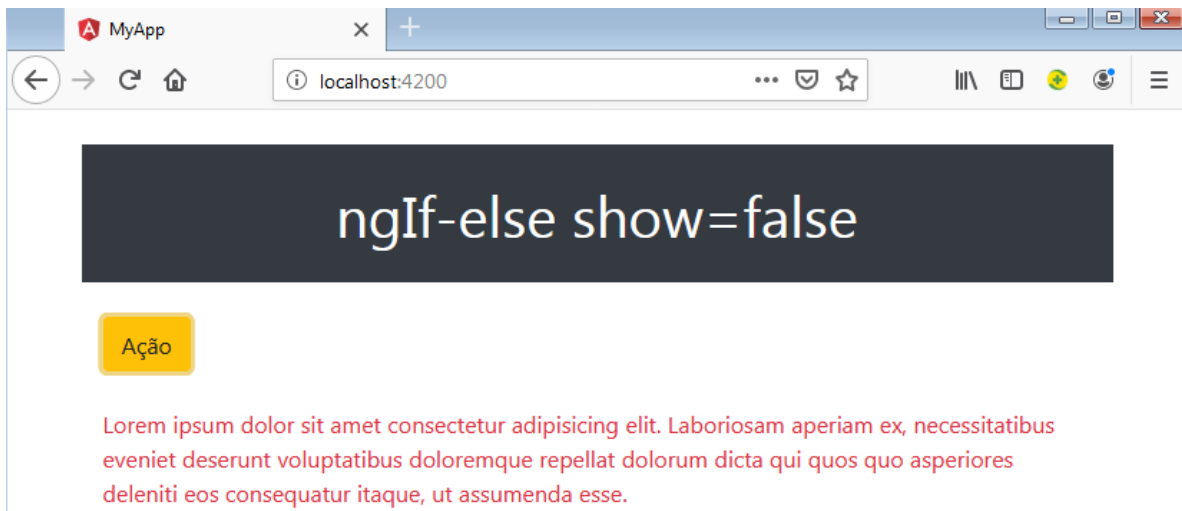 MyApp
localhost:4200
ngIf-else show=false
Ação
Lorem ipsum dolor sit amet consectetur adipisicing elit. Laboriosam aperiam ex, necessitatibus
eveniet deserunt voluptatibus doloremque repellat dolorum dicta qui quos quo asperiores
deleniti eos consequatur itaque, ut assumenda esse.